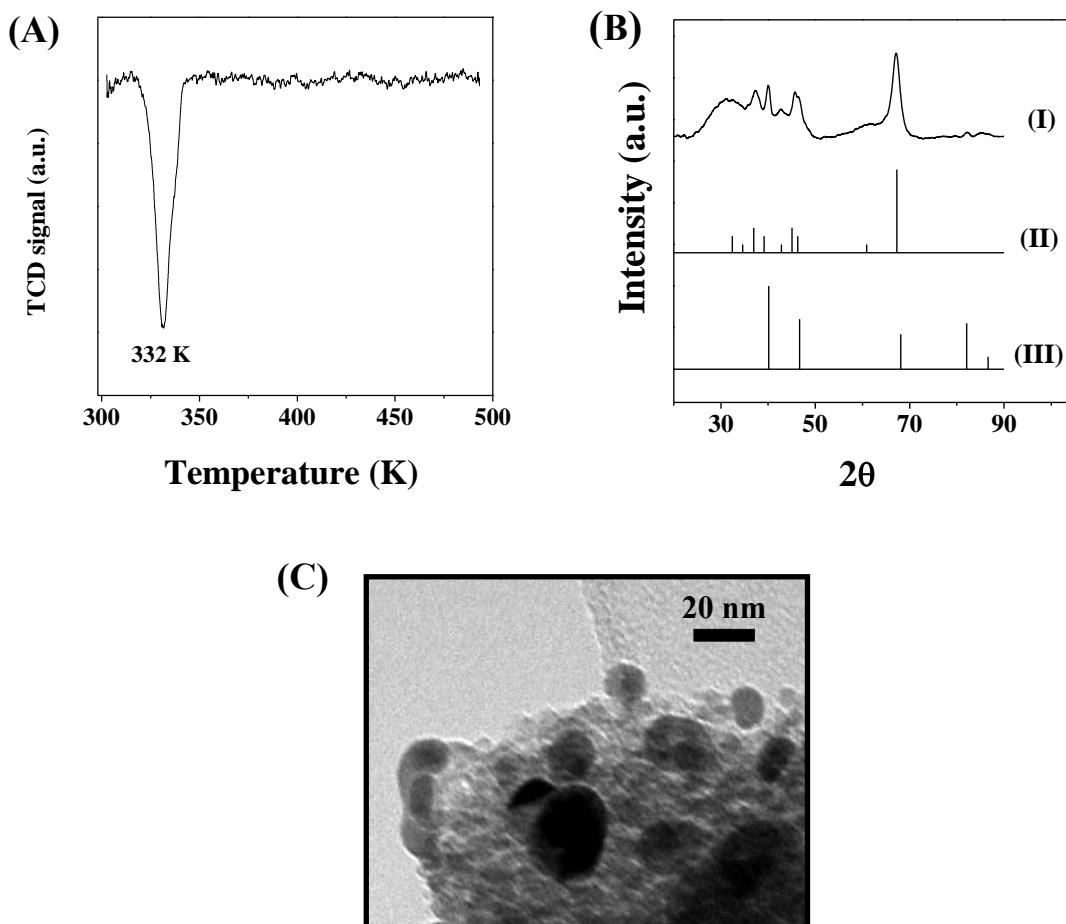 (A)
TCD signal (a.u.)
332 K
300 350 400 450 500
Temperature (K)
(B)
Intensity (a.u.)
(I)
(II)
(III)
30 50 70 90
2θ
(C)
20 nm